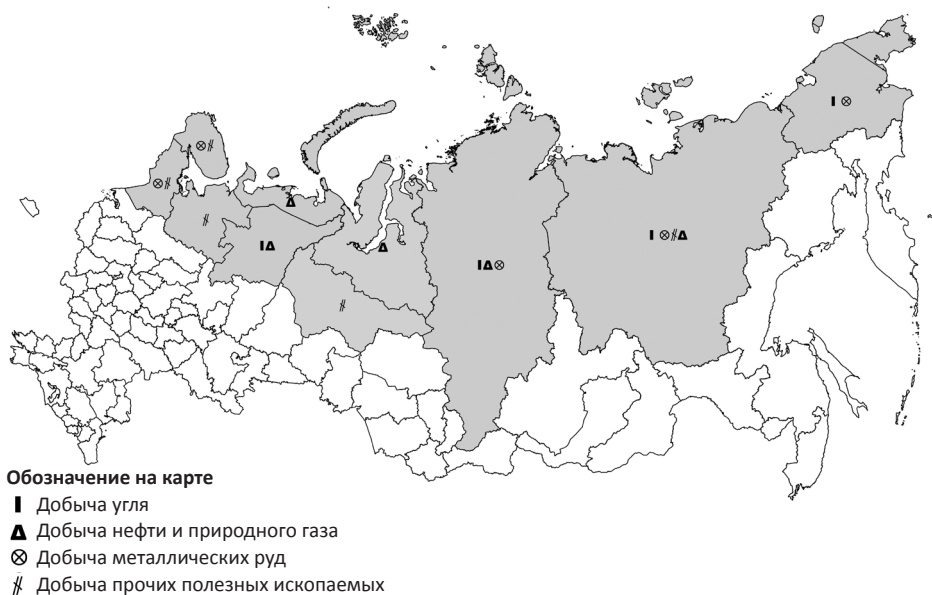 Обозначение на карте
Добыча угля
Добыча нефти и природного газа
Добыча металлических руд
Добыча прочих полезных ископаемых